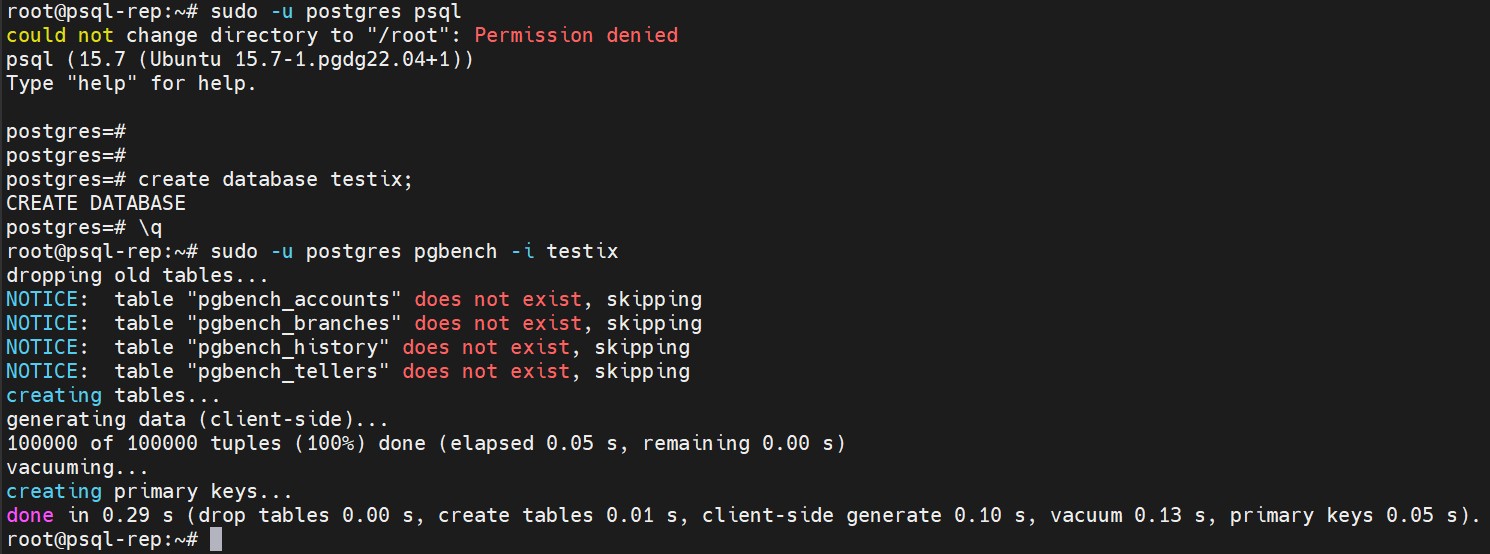 root@psql-rep:~# sudo -u postgres psql
could not change directory to "/root": Permission denied
psql (15.7 (Ubuntu 15.7-1.pgdg22.04+1))
Type "help" for help.
postgres=#
postgres=#
postgres=# create database testix;
CREATE DATABASE
postgres=# \q
root@psql-rep:~# sudo -u postgres pgbench -i testix
dropping old tables...
NOTICE:  table "pgbench_accounts" does not exist, skipping
NOTICE:  table "pgbench_branches" does not exist, skipping
NOTICE:  table "pgbench_history" does not exist, skipping
NOTICE:  table "pgbench_tellers" does not exist, skipping
creating tables...
generating data (client-side)...
100000 of 100000 tuples (100%) done (elapsed 0.05 s, remaining 0.00 s)
vacuuming...
creating primary keys...
done in 0.29 s (drop tables 0.00 s, create tables 0.01 s, client-side generate 0.10 s, vacuum 0.13 s, primary keys 0.05 s).
root@psql-rep:~#